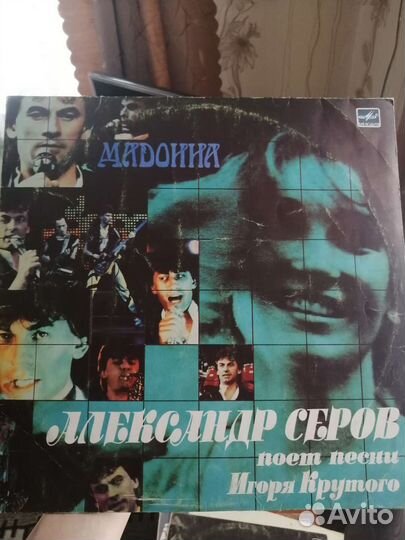 МАДОННА
АЛЕКСАНДР СЕРОВ
поет песни
Игоря Крутого
Avito